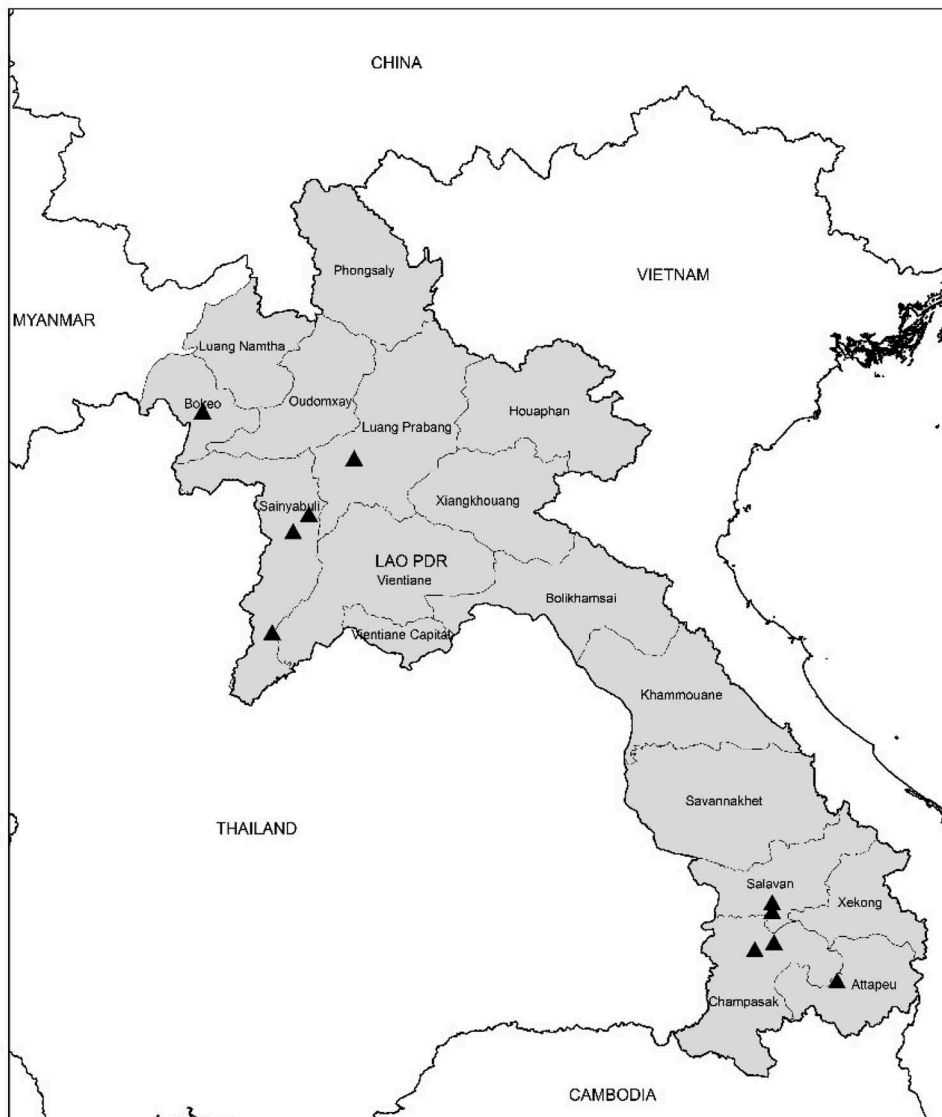 CHINA
Phongsaly
VIETNAM
MYANMAR
Luang Namtha
Bokeo
Oudomxay
Houaphan
Luang Prabang
Xiangkhouang
Sainyabuli
LAO PDR
Vientiane
Bolikhamsai
Vientiane Capital
Khammouane
Savannakhet
THAILAND
Salavan
Xekong
Attapeu
Champasak
CAMBODIA